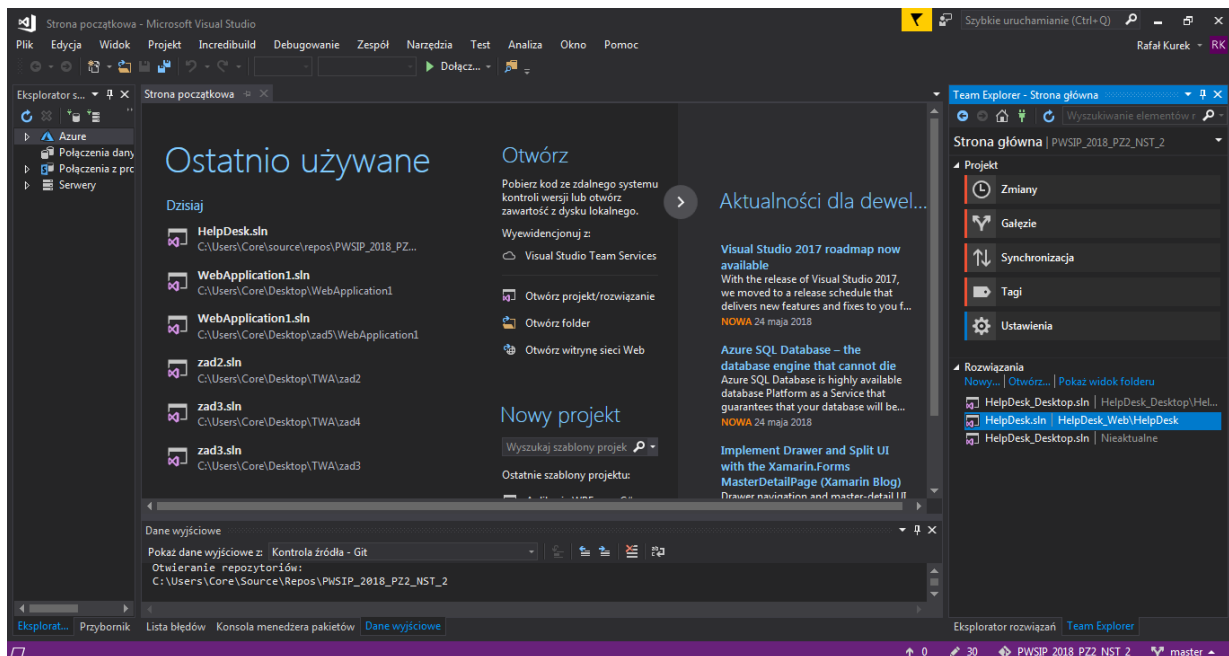 Strona początkowa - Microsoft Visual Studio
Szybkie uruchamianie (Ctrl+Q)
Plik Edycja Widok Projekt Incredibuild Debugowanie Zespół Narzędzia Test Analiza Okno Pomoc
Rafał Kurek RK
Dołącz...
Eksplorator s...
Azure
Połączenia dany
Połączenia z prc
Serwery
Strona początkowa
Ostatnio używane
Dzisiaj
HelpDesk.sln
C:\Users\Core\source\repos\PWSIP_2018_PZ...
WebApplication1.sln
C:\Users\Core\Desktop\WebApplication1
WebApplication1.sln
C:\Users\Core\Desktop\zad5\WebApplication1
zad2.sln
C:\Users\Core\Desktop\TWA\zad2
zad3.sln
C:\Users\Core\Desktop\TWA\zad4
zad3.sln
C:\Users\Core\Desktop\TWA\zad3
Otwórz
Pobierz kod ze zdalnego systemu
kontroli wersji lub otwórz
zawartość z dysku lokalnego.
Wyewidencjonuj z:
Visual Studio Team Services
Otwórz projekt/rozwiązanie
Otwórz folder
Otwórz witrynę sieci Web
Nowy projekt
Wyszukaj szablony projek
Ostatnie szablony projektu:
Aktualności dla dewel...
Visual Studio 2017 roadmap now
available
With the release of Visual Studio 2017,
we moved to a release schedule that
delivers new features and fixes to you f...
NOWA 24 maja 2018
Azure SQL Database – the
database engine that cannot die
Azure SQL Database is highly available
database Platform as a Service that
guarantees that your database will be...
NOWA 24 maja 2018
Implement Drawer and Split UI
with the Xamarin.Forms
MasterDetailPage (Xamarin Blog)
Drawer navigation and master-detail UI
Team Explorer - Strona główna
Wyszukiwanie elementów r
Strona główna | PWSIP_2018_PZ2_NST_2
Projekt
Zmiany
Gałęzie
Synchronizacja
Tagi
Ustawienia
Rozwiązania
Nowy... | Otwórz... | Pokaż widok folderu
HelpDesk_Desktop.sln | HelpDesk_Desktop\Hel...
HelpDesk.sln | HelpDesk_Web\HelpDesk
HelpDesk_Desktop.sln | Nieaktualne
Dane wyjściowe
Pokaż dane wyjściowe z: Kontrola źródła - Git
Otwieranie repozytoriów:
C:\Users\Core\Source\Repos\PWSIP_2018_PZ2_NST_2
Eksplorat... Przybornik
Lista błędów Konsola menedżera pakietów Dane wyjściowe
Eksplorator rozwiązań Team Explorer
0 30 PWSIP_2018_PZ2_NST_2 master